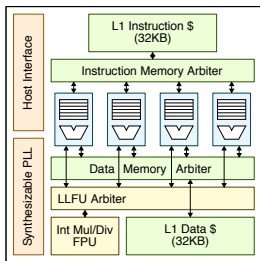 Host Interface
Synthesizable PLL
L1 Instruction $
(32KB)
Instruction Memory Arbiter
Data Memory Arbiter
LLFU Arbiter
Int Mul/Div
FPU
L1 Data $
(32KB)